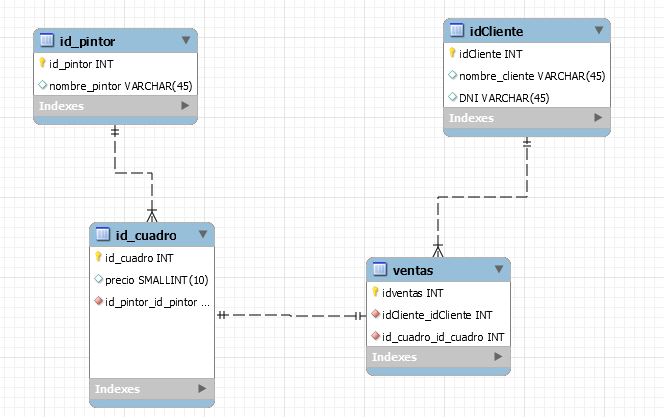 id_pintor
id_pintor INT
nombre_pintor VARCHAR(45)
Indexes
idCliente
idCliente INT
nombre_cliente VARCHAR(45)
DNI VARCHAR(45)
Indexes
id_cuadro
id_cuadro INT
precio SMALLINT(10)
id_pintor_id_pintor ...
Indexes
ventas
idventas INT
idCliente_idCliente INT
id_cuadro_id_cuadro INT
Indexes